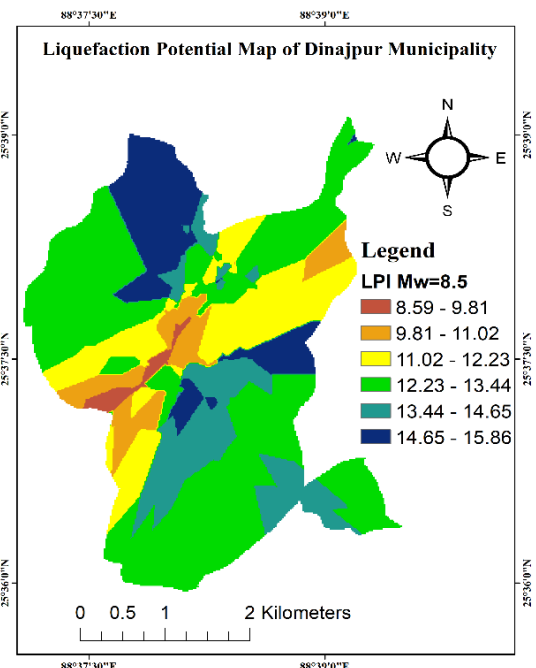 88°37'30"E 88°39'0"E
Liquefaction Potential Map of Dinajpur Municipality
25°39'0"N 25°39'0"N
N
W E
S
Legend
LPI Mw=8.5
8.59 - 9.81
9.81 - 11.02
11.02 - 12.23
12.23 - 13.44
13.44 - 14.65
14.65 - 15.86
25°37'30"N 25°37'30"N
25°36'0"N 25°36'0"N
0 0.5 1 2 Kilometers
88°37'30"E 88°39'0"E